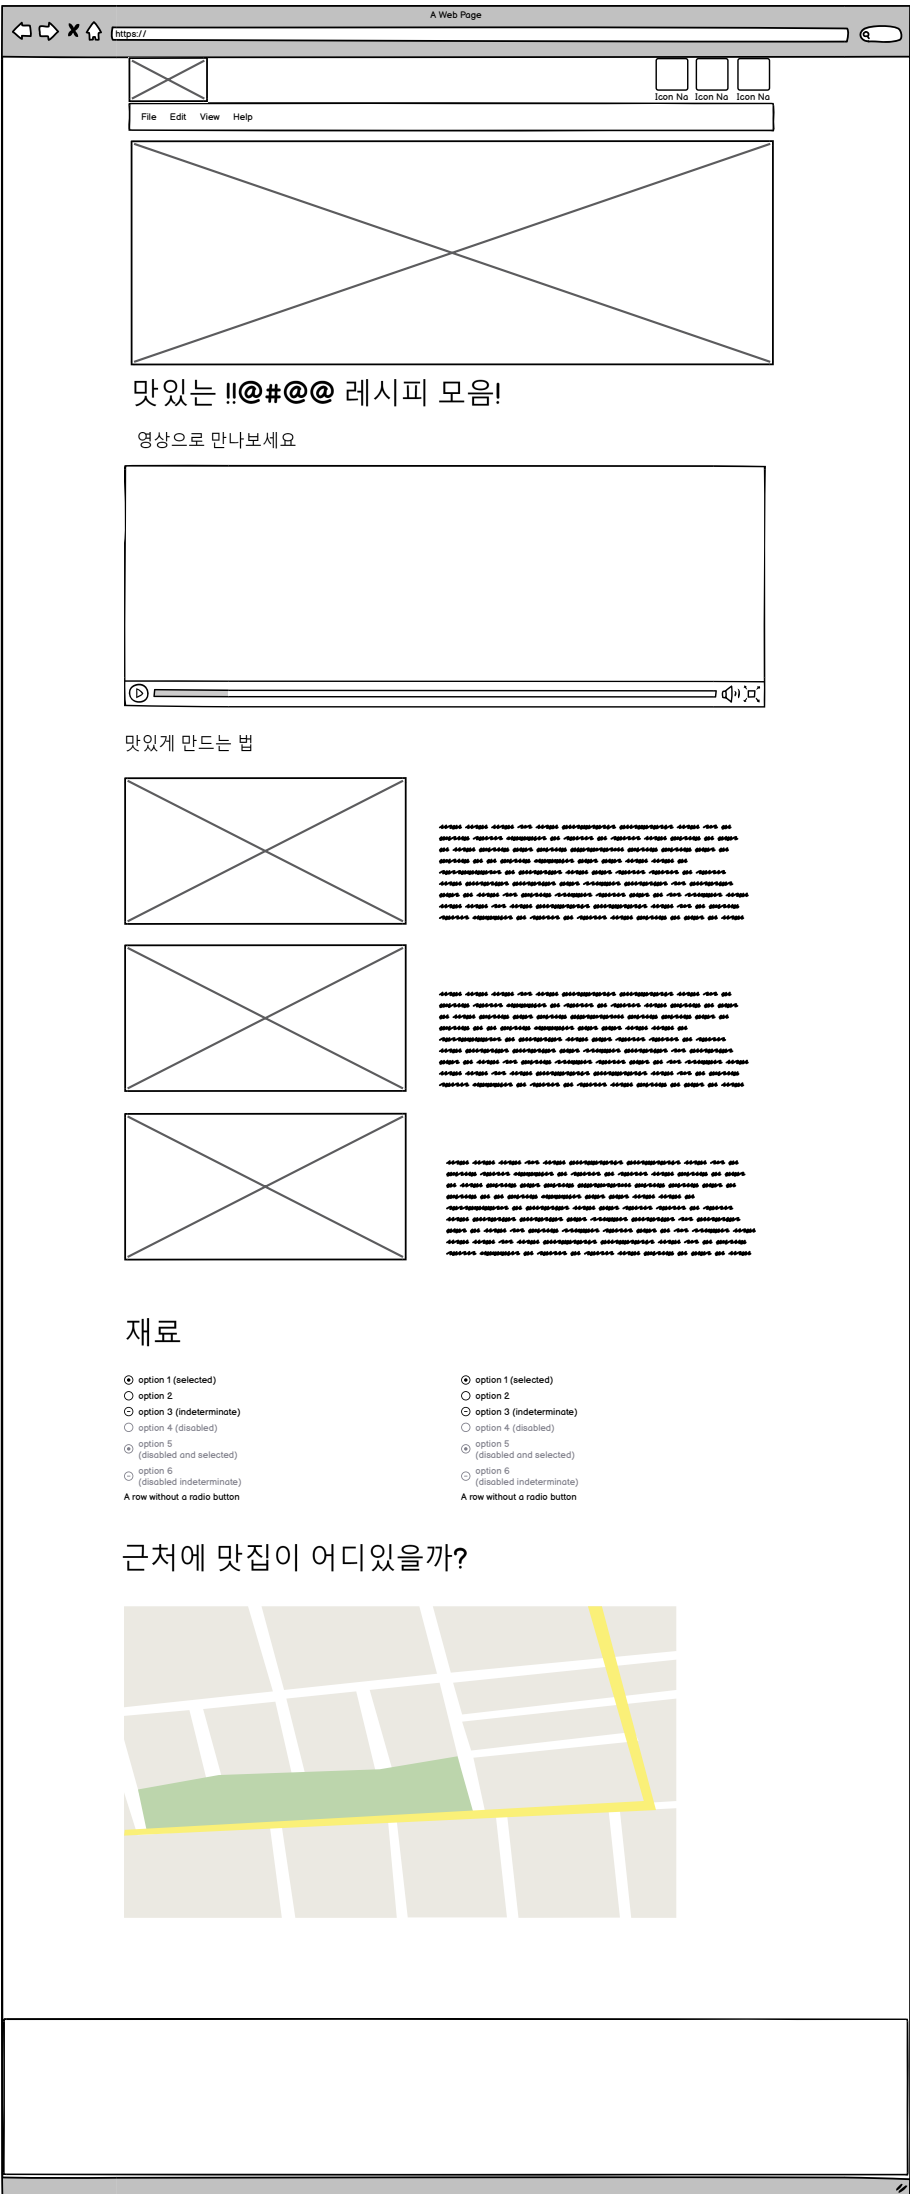 A Web Page
https://
Icon Na Icon Na Icon Na
File Edit View Help
맛있는 !!@#@@ 레시피 모음!
영상으로 만나보세요
맛있게 만드는 법
재료
option 1 (selected)
option 2
option 3 (indeterminate)
option 4 (disabled)
option 5
(disabled and selected)
option 6
(disabled indeterminate)
A row without a radio button
option 1 (selected)
option 2
option 3 (indeterminate)
option 4 (disabled)
option 5
(disabled and selected)
option 6
(disabled indeterminate)
A row without a radio button
근처에 맛집이 어디있을까?